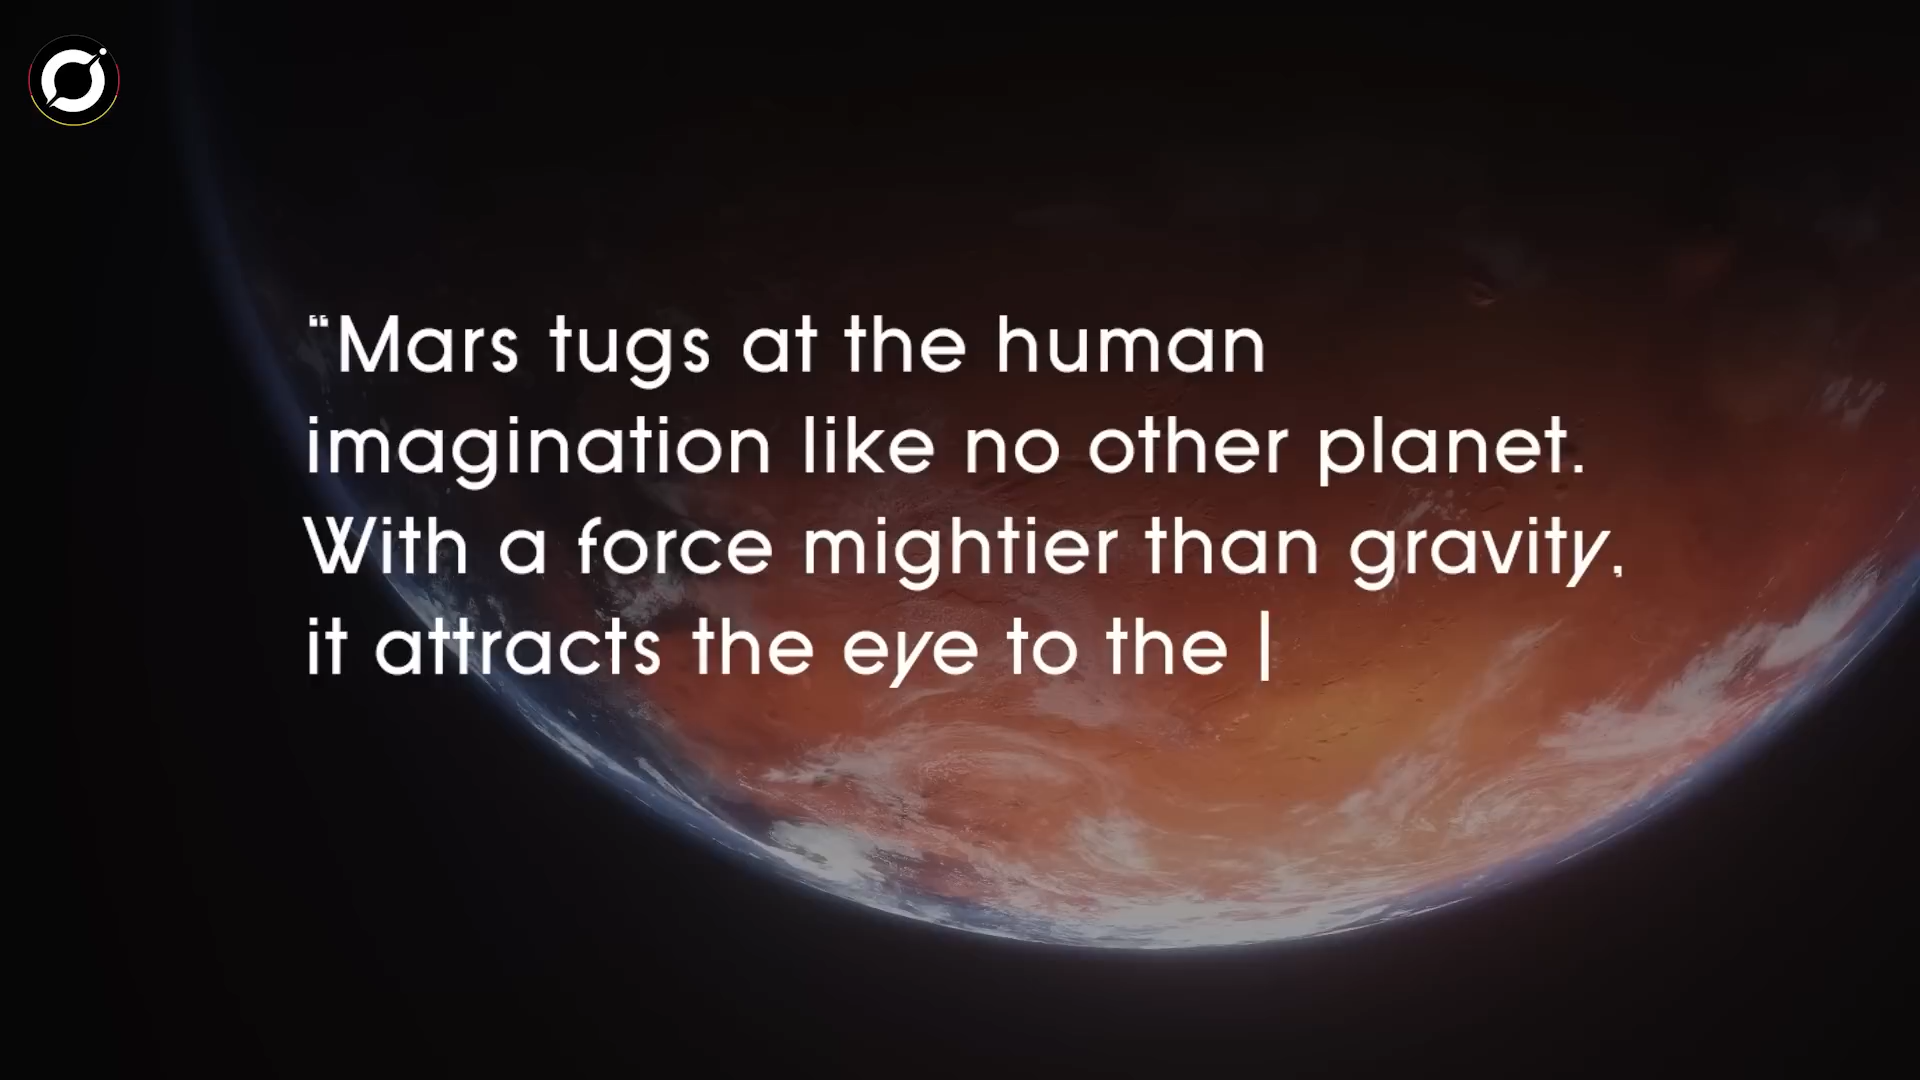 “Mars tugs at the human
imagination like no other planet.
With a force mightier than gravity,
it attracts the eye to the |